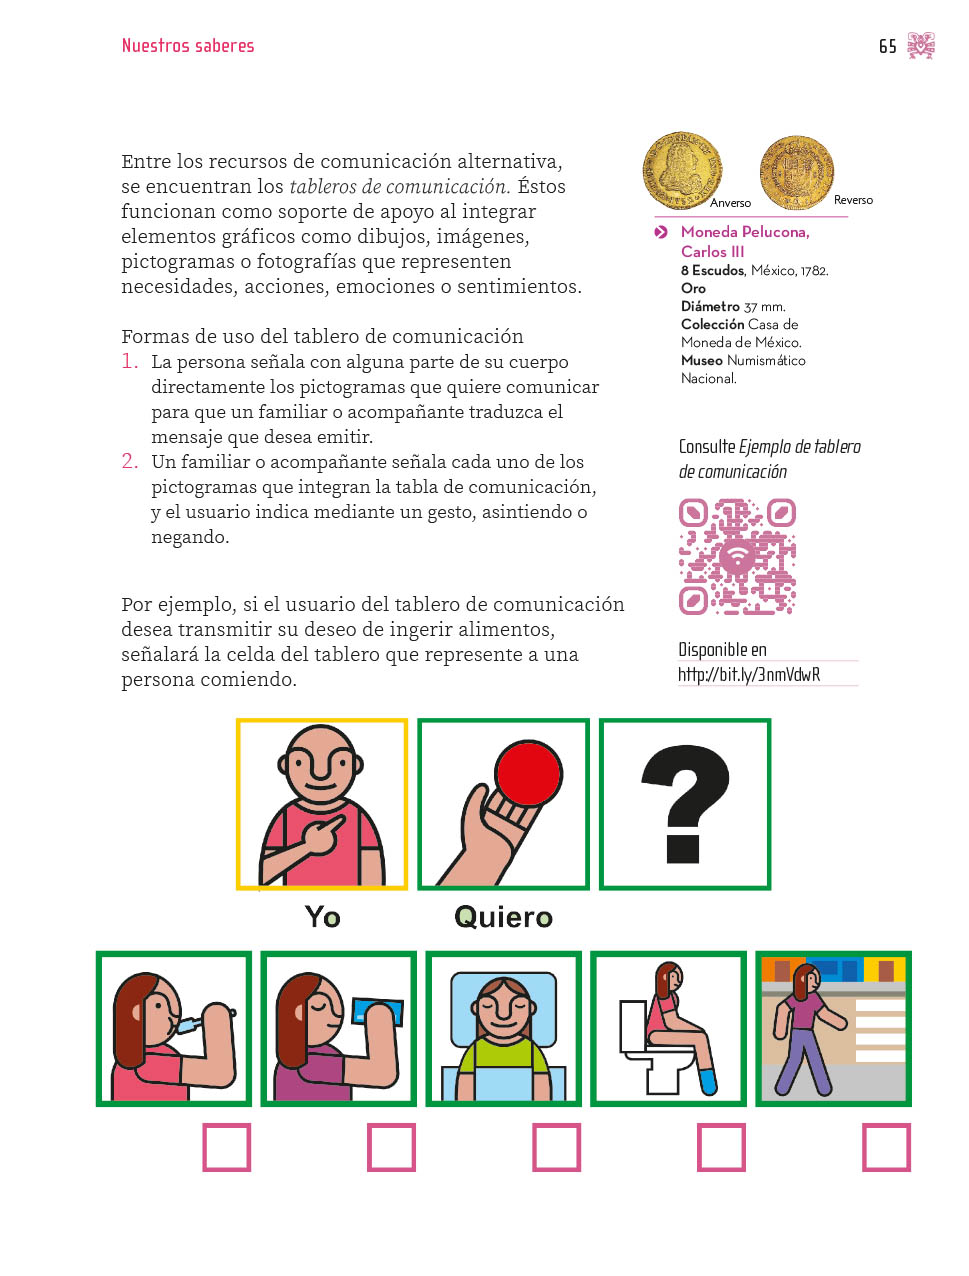 Nuestros saberes
65
Entre los recursos de comunicación alternativa,
se encuentran los tableros de comunicación. Éstos
funcionan como soporte de apoyo al integrar
elementos gráficos como dibujos, imágenes,
pictogramas o fotografías que representen
necesidades, acciones, emociones o sentimientos.
Formas de uso del tablero de comunicación
1. La persona señala con alguna parte de su cuerpo
directamente los pictogramas que quiere comunicar
para que un familiar o acompañante traduzca el
mensaje que desea emitir.
2. Un familiar o acompañante señala cada uno de los
pictogramas que integran la tabla de comunicación,
y el usuario indica mediante un gesto, asintiendo o
negando.
Por ejemplo, si el usuario del tablero de comunicación
desea transmitir su deseo de ingerir alimentos,
señalará la celda del tablero que represente a una
persona comiendo.
Anverso
Reverso
Moneda Pelucona,
Carlos III
8 Escudos, México, 1782.
Oro
Diámetro 37 mm.
Colección Casa de
Moneda de México.
Museo Numismático
Nacional.
Consulte Ejemplo de tablero
de comunicación
Disponible en
http://bit.ly/3nmVdwR
?
Yo
Quiero